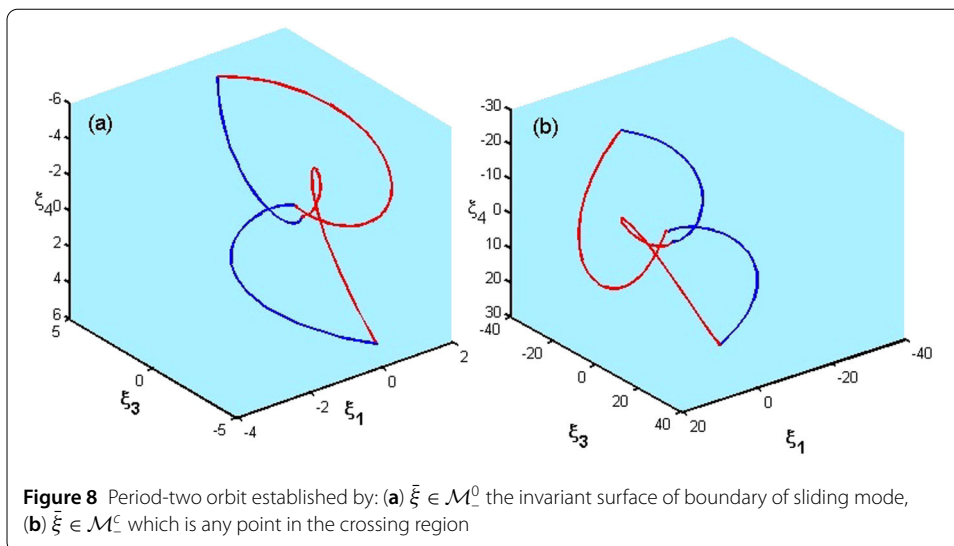 (a)
-6
-4
-2
ξ4 0
2
4
6
5
0
-5
ξ3
-4
-2
0
2
ξ1
(b)
-30
-20
-10
0
ξ4
10
20
30
-40
-20
0
20
40
ξ3
20
0
-20
-40
ξ1
Figure 8 Period-two orbit established by: (a) ξ̄ ∈ ℳ₋⁰ the invariant surface of boundary of sliding mode,
(b) ξ̄ ∈ ℳ₋ᶜ which is any point in the crossing region